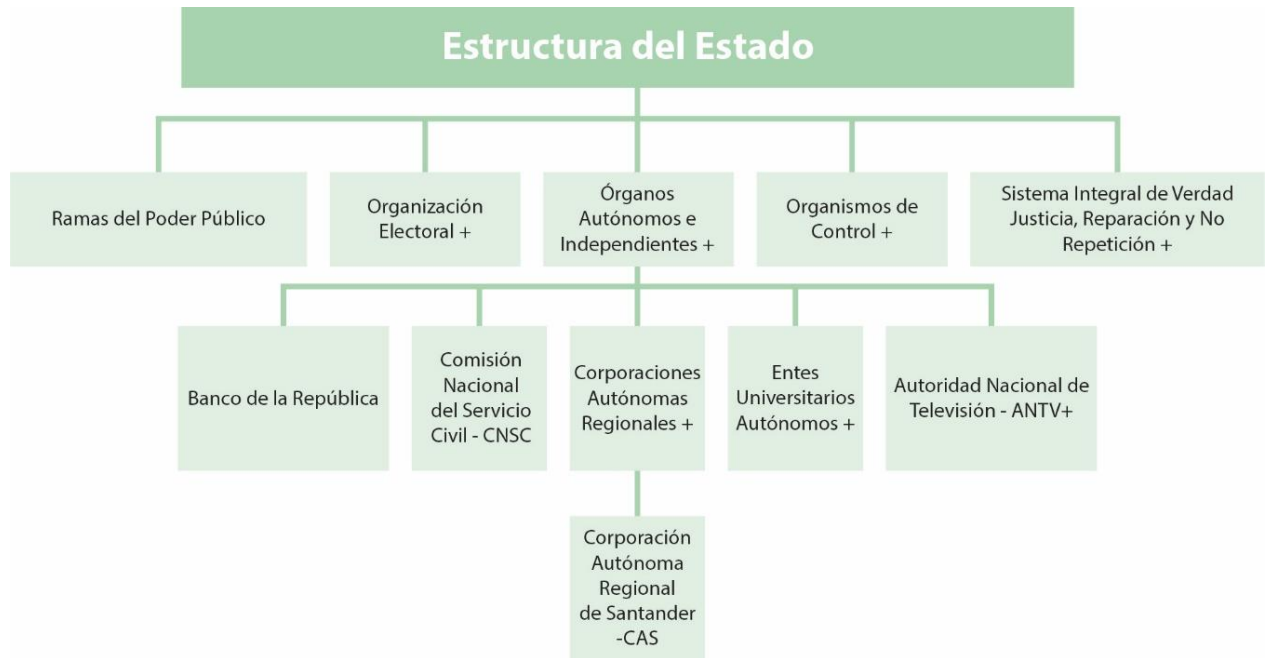 Estructura del Estado
Ramas del Poder Público
Organización
Electoral +
Órganos
Autónomos e
Independientes +
Organismos de
Control +
Sistema Integral de Verdad
Justicia, Reparación y No
Repetición +
Banco de la República
Comisión
Nacional
del Servicio
Civil - CNSC
Corporaciones
Autónomas
Regionales +
Entes
Universitarios
Autónomos +
Autoridad Nacional de
Televisión - ANTV+
Corporación
Autónoma
Regional
de Santander
-CAS